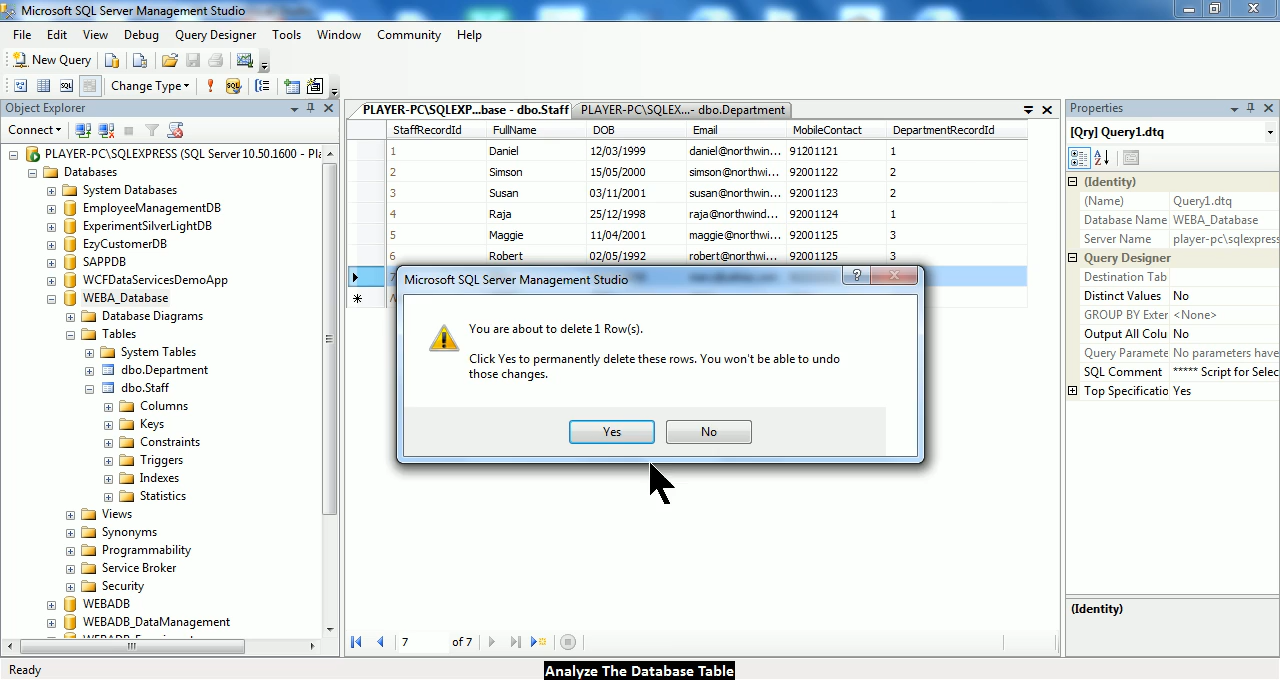 Microsoft SQL Server Management Studio
File Edit View Debug Query Designer Tools Window Community Help
New Query
Change Type
Object Explorer
Connect
PLAYER-PC\SQLEXPRESS (SQL Server 10.50.1600 - Pla
Databases
System Databases
EmployeeManagementDB
ExperimentSilverLightDB
EzyCustomerDB
SAPPDB
WCFDataServicesDemoApp
WEBA_Database
Database Diagrams
Tables
System Tables
dbo.Department
dbo.Staff
Columns
Keys
Constraints
Triggers
Indexes
Statistics
Views
Synonyms
Programmability
Service Broker
Security
WEBADB
WEBADB_DataManagement
PLAYER-PC\SQLEXP...base - dbo.Staff PLAYER-PC\SQLEX...- dbo.Department
StaffRecordId FullName DOB Email MobileContact DepartmentRecordId
1 Daniel 12/03/1999 daniel@northwin... 91201121 1
2 Simson 15/05/2000 simson@northwi... 92001122 2
3 Susan 03/11/2001 susan@northwin... 92001123 2
4 Raja 25/12/1998 raja@northwind... 92001124 1
5 Maggie 11/04/2001 maggie@northwi... 92001125 3
6 Robert 02/05/1992 robert@northwi... 92001125 3
Microsoft SQL Server Management Studio
You are about to delete 1 Row(s).
Click Yes to permanently delete these rows. You won't be able to undo
those changes.
Yes No
7 of 7
Properties
[Qry] Query1.dtq
(Identity)
(Name) Query1.dtq
Database Name WEBA_Database
Server Name player-pc\sqlexpress
Query Designer
Destination Tab
Distinct Values No
GROUP BY Exter <None>
Output All Colu No
Query Paramete No parameters have
SQL Comment ***** Script for Selec
Top Specificatio Yes
(Identity)
Ready
Analyze The Database Table